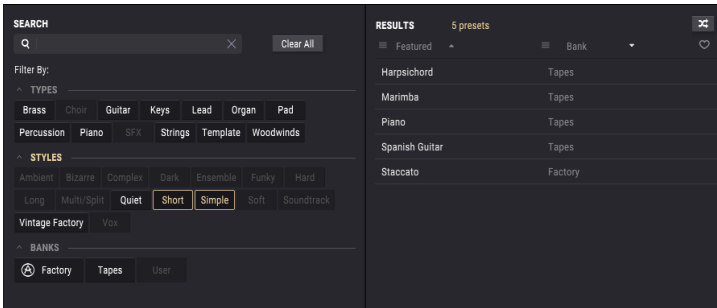 SEARCH
Clear All
Filter By:
TYPES
Brass Choir Guitar Keys Lead Organ Pad
Percussion Piano SFX Strings Template Woodwinds
STYLES
Ambient Bizarre Complex Dark Ensemble Funky Hard
Long Multi/Split Quiet Short Simple Soft Soundtrack
Vintage Factory Vox
BANKS
Factory Tapes User
RESULTS 5 presets
Featured Bank
Harpsichord Tapes
Marimba Tapes
Piano Tapes
Spanish Guitar Tapes
Staccato Factory